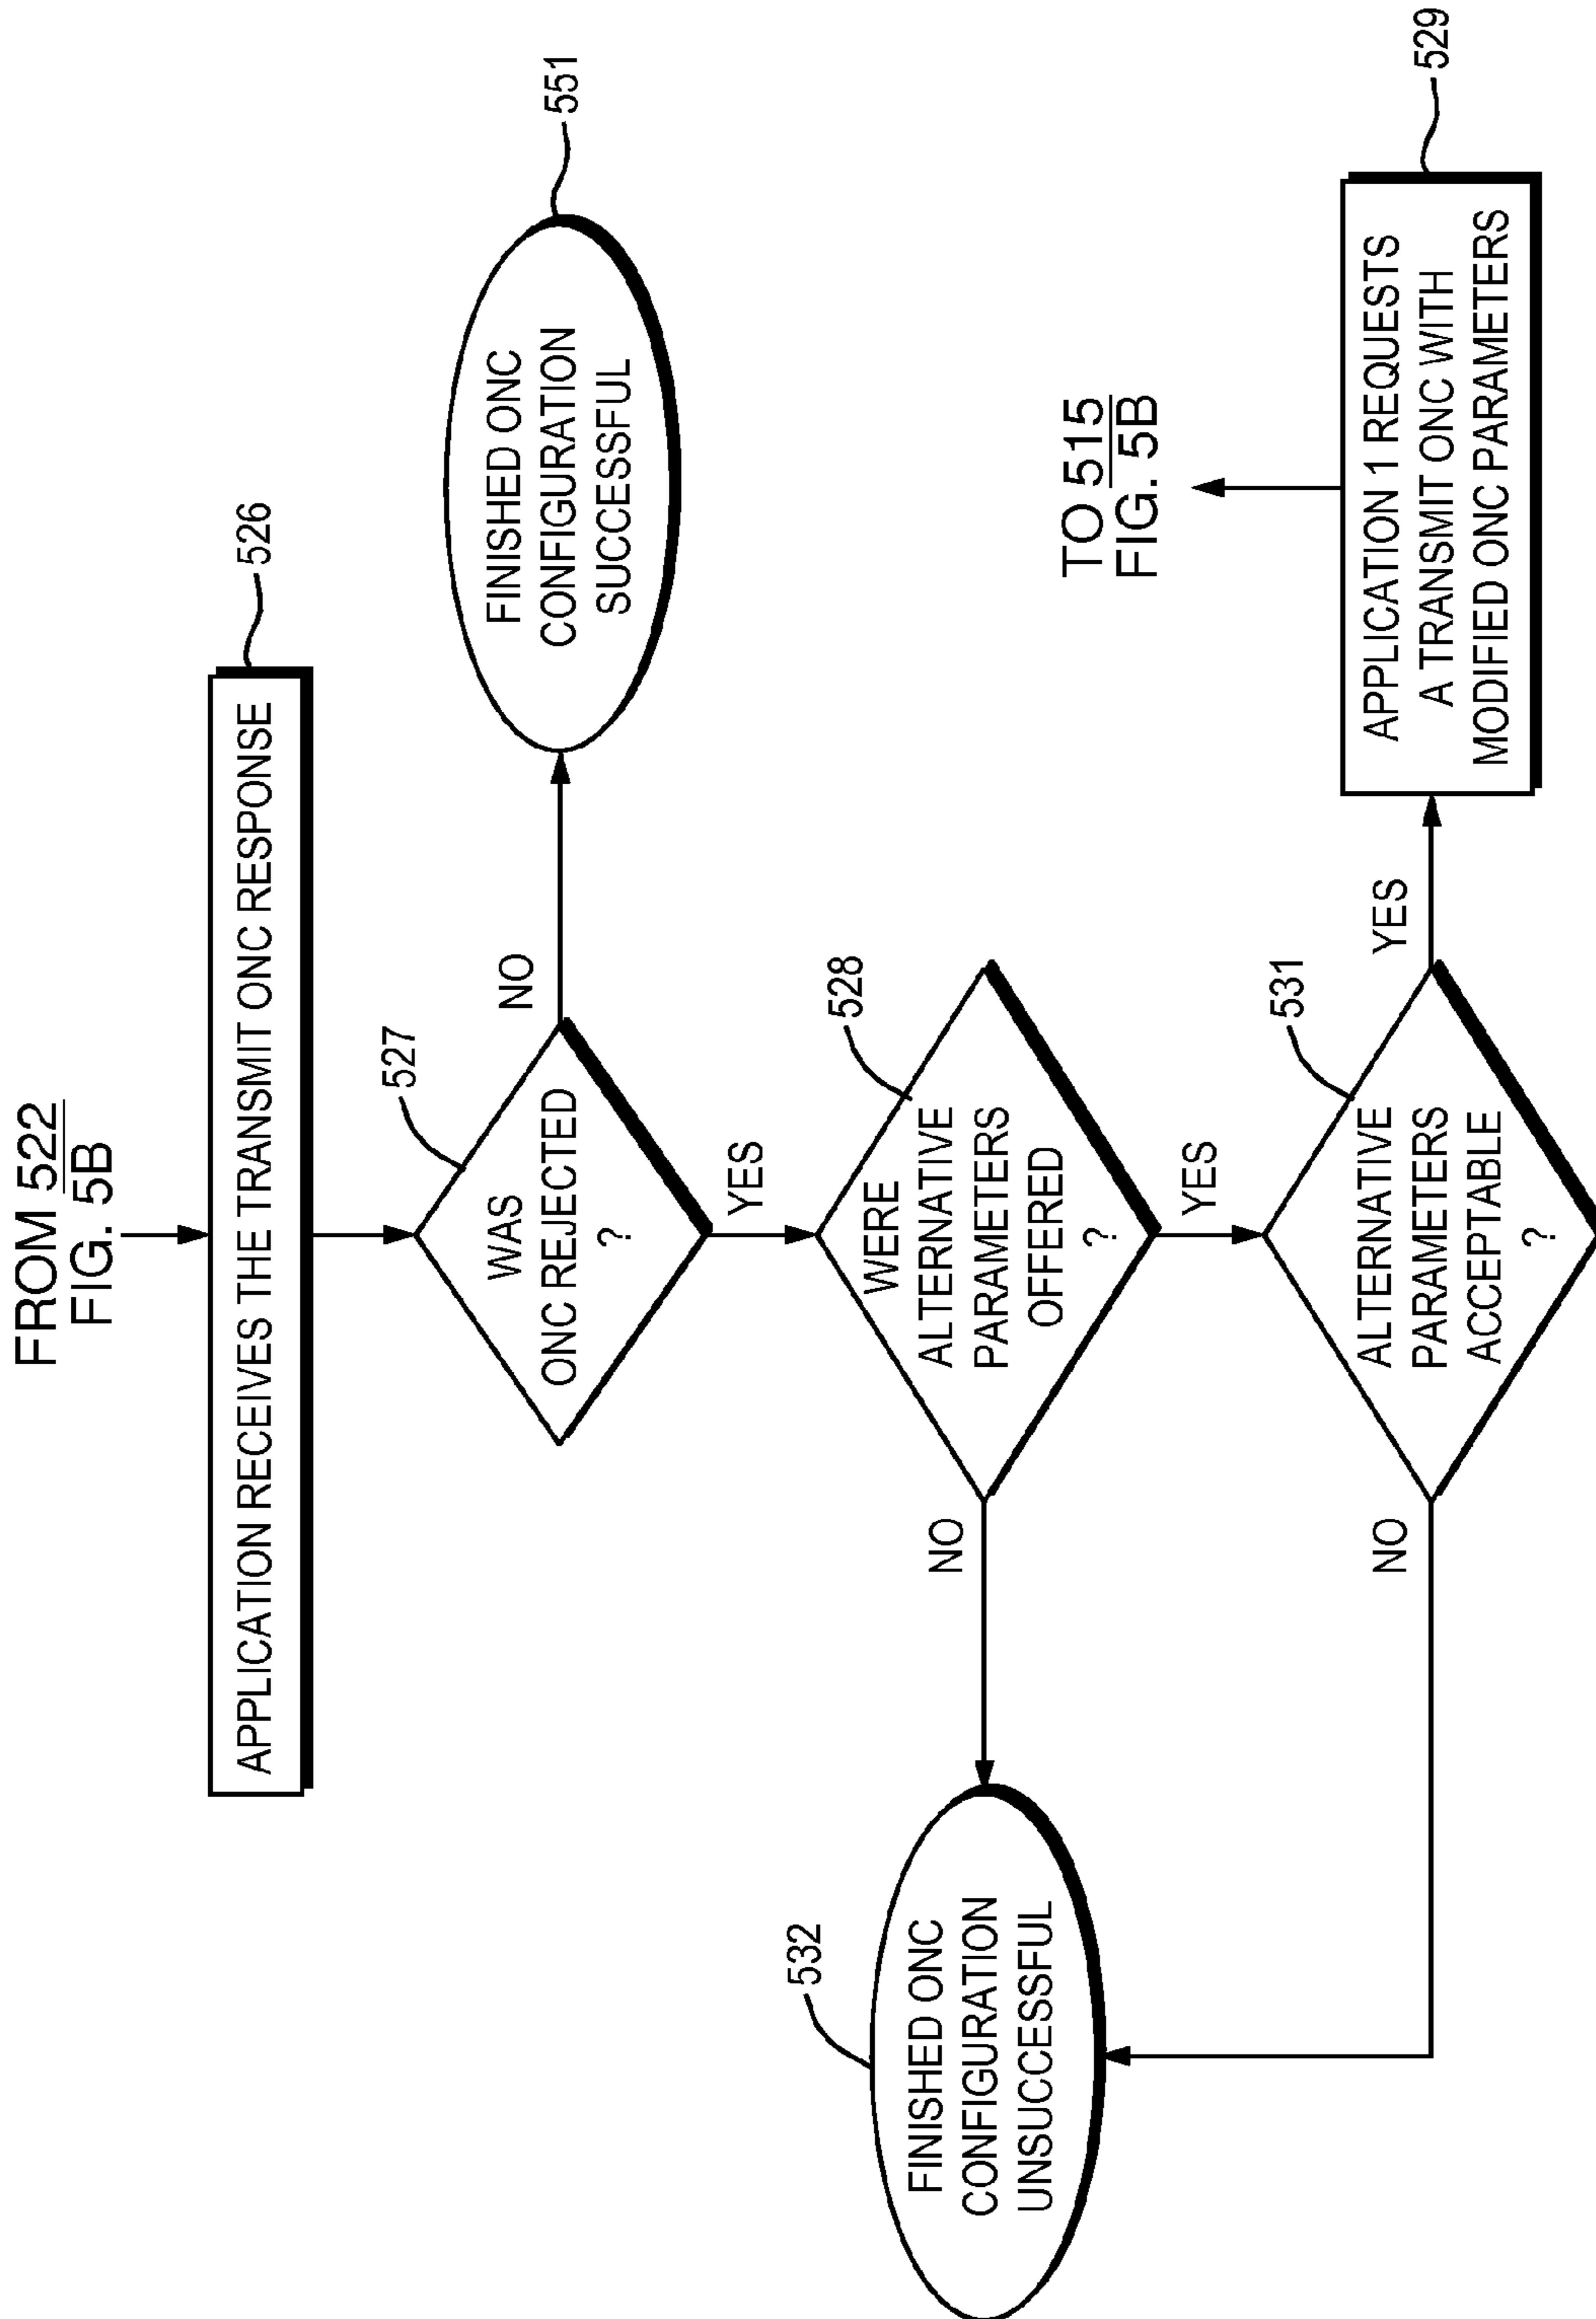 FROM 522
FIG. 5B
APPLICATION RECEIVES THE TRANSMIT ONC RESPONSE
526
527
WAS
ONC REJECTED
?
NO
FINISHED ONC
CONFIGURATION
SUCCESSFUL
551
YES
528
WERE
ALTERNATIVE
PARAMETERS
OFFERED
?
NO
532
FINISHED ONC
CONFIGURATION
UNSUCCESSFUL
YES
531
ALTERNATIVE
PARAMETERS
ACCEPTABLE
?
NO
YES
APPLICATION 1 REQUESTS
A TRANSMIT ONC WITH
MODIFIED ONC PARAMETERS
529
TO 515
FIG. 5B